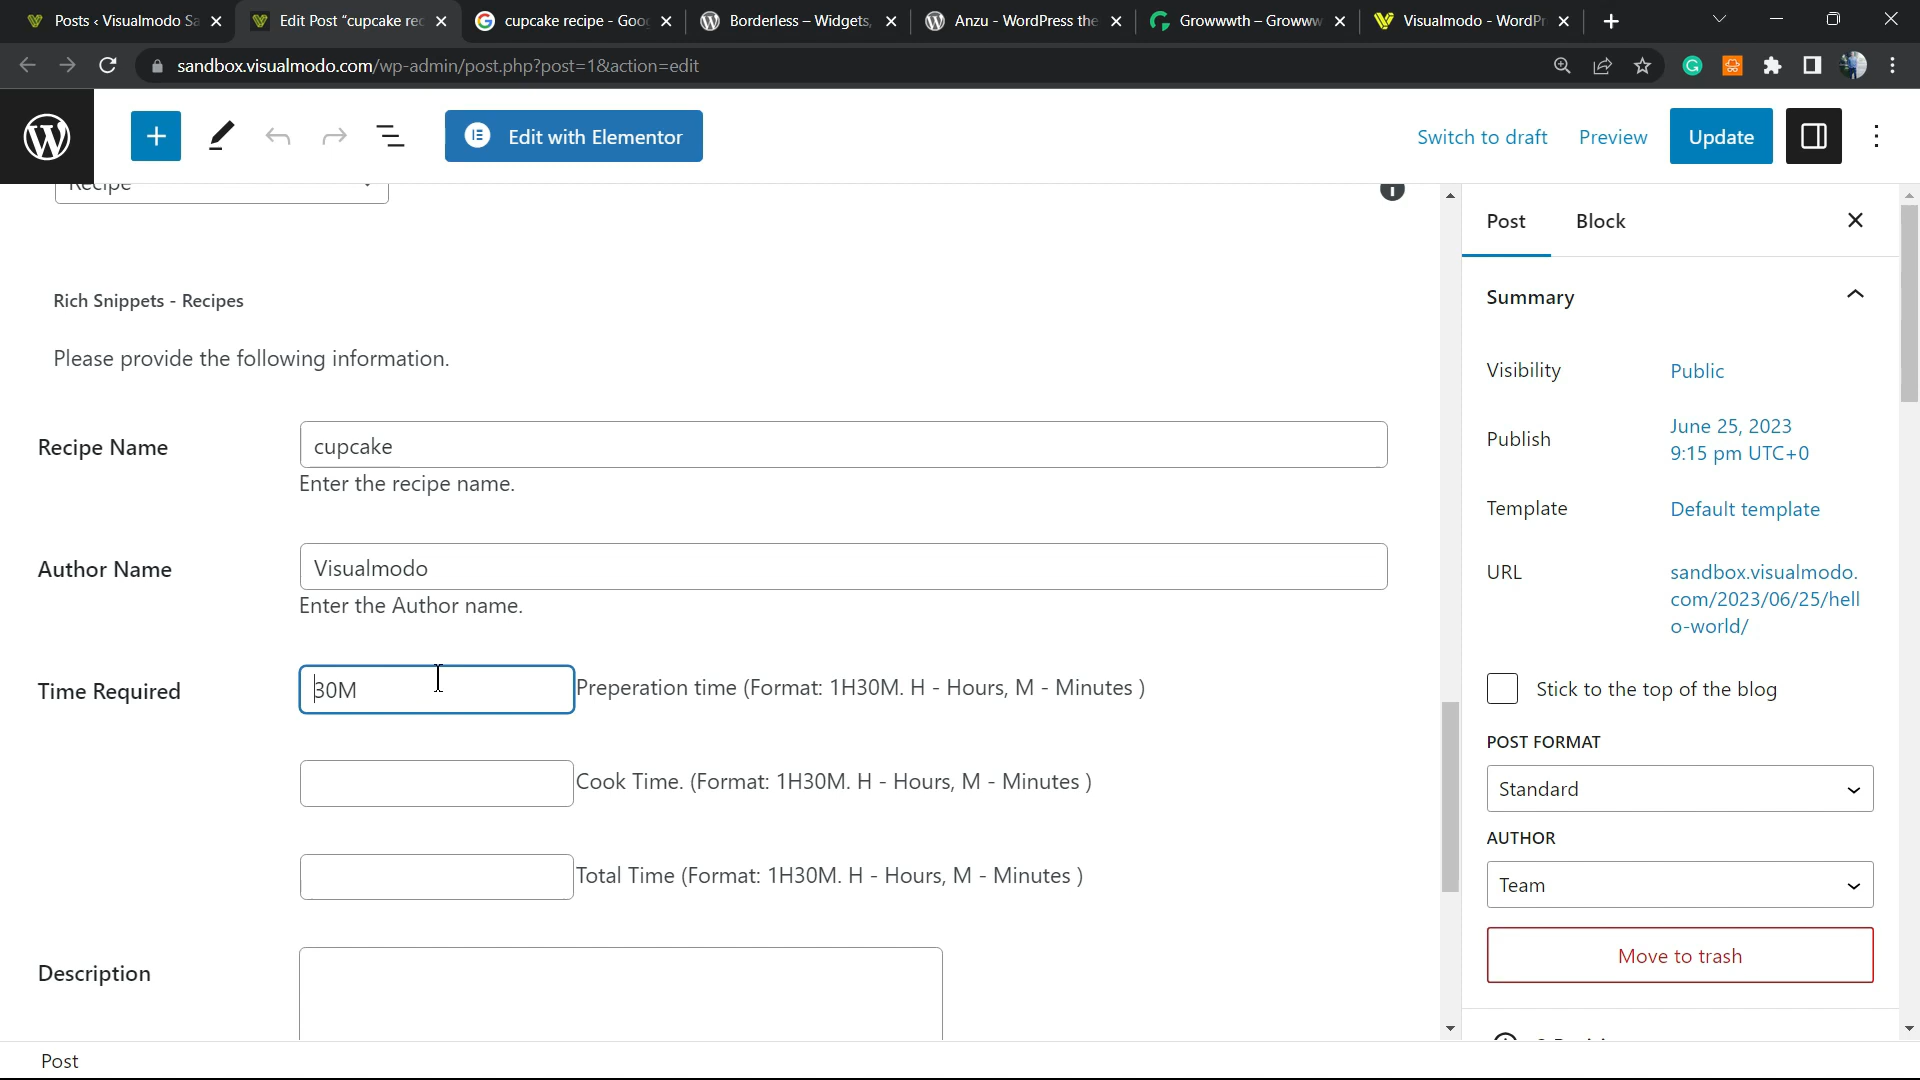 Posts ‹ Visualmodo Sa
Edit Post “cupcake rec
cupcake recipe - Goo
Borderless – Widgets,
Anzu - WordPress the
Growwwth – Growww
Visualmodo - WordPr
sandbox.visualmodo.com/wp-admin/post.php?post=1&action=edit
Edit with Elementor
Switch to draft
Preview
Update
Recipe
Post
Block
Rich Snippets - Recipes
Summary
Please provide the following information.
Visibility
Public
Recipe Name
cupcake
Publish
June 25, 2023
9:15 pm UTC+0
Enter the recipe name.
Template
Default template
Author Name
Visualmodo
URL
sandbox.visualmodo.
com/2023/06/25/hell
o-world/
Enter the Author name.
Time Required
30M
Preperation time (Format: 1H30M. H - Hours, M - Minutes )
Stick to the top of the blog
POST FORMAT
Standard
Cook Time. (Format: 1H30M. H - Hours, M - Minutes )
AUTHOR
Team
Total Time (Format: 1H30M. H - Hours, M - Minutes )
Move to trash
Description
Post